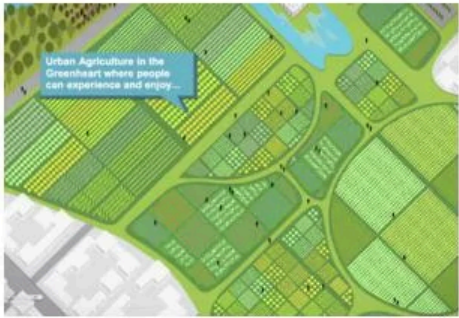 Urban Agriculture in the
Greenheart where people
can experience and enjoy...